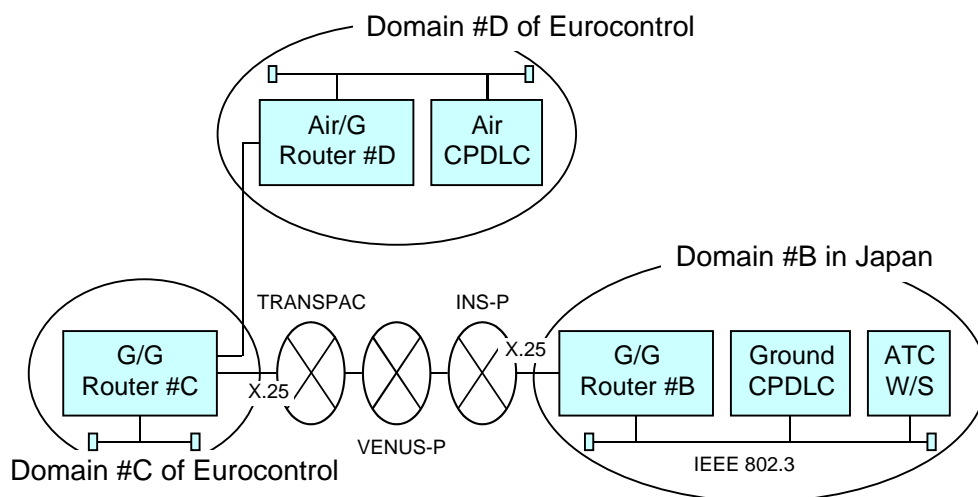 Domain #D of Eurocontrol
Air/G
Router #D
Air
CPDLC
Domain #B in Japan
TRANSPAC
INS-P
G/G
Router #C
X.25
VENUS-P
X.25
G/G
Router #B
Ground
CPDLC
ATC
W/S
IEEE 802.3
Domain #C of Eurocontrol